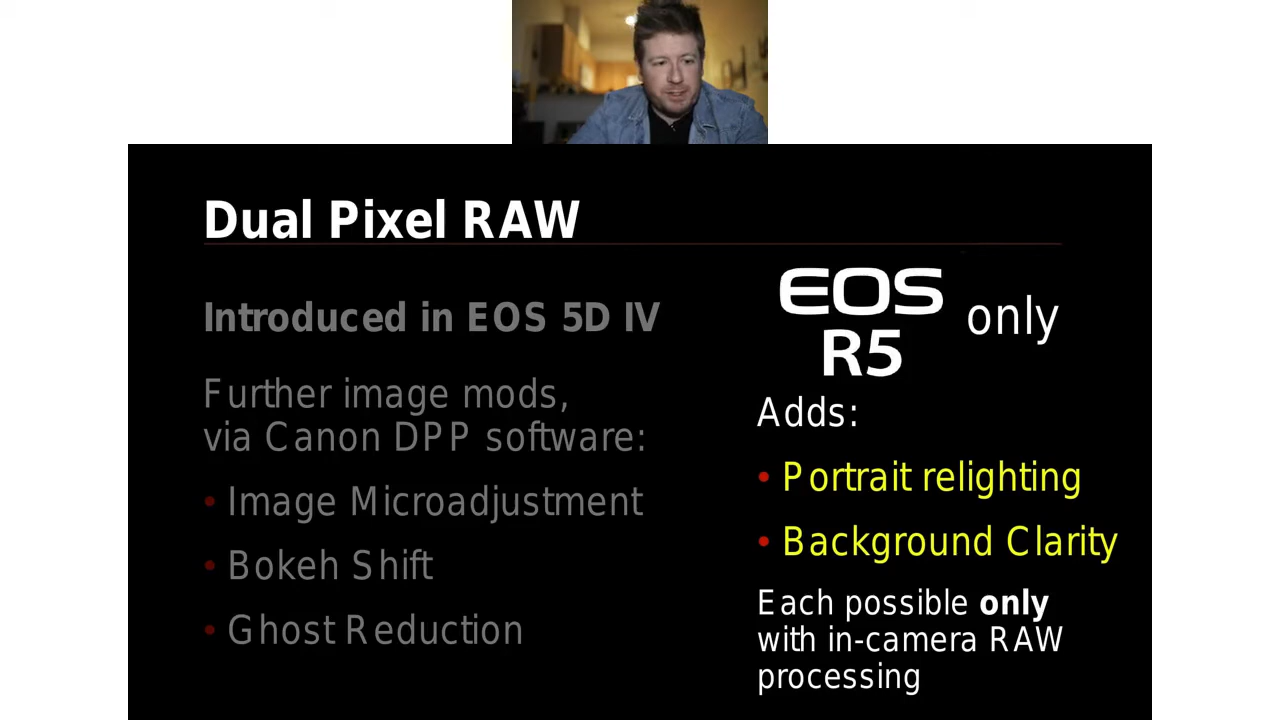 Dual Pixel RAW
Introduced in EOS 5D IV
Further image mods,
via Canon DPP software:
• Image Microadjustment
• Bokeh Shift
• Ghost Reduction
EOS
R5
only
Adds:
• Portrait relighting
• Background Clarity
Each possible only
with in-camera RAW
processing